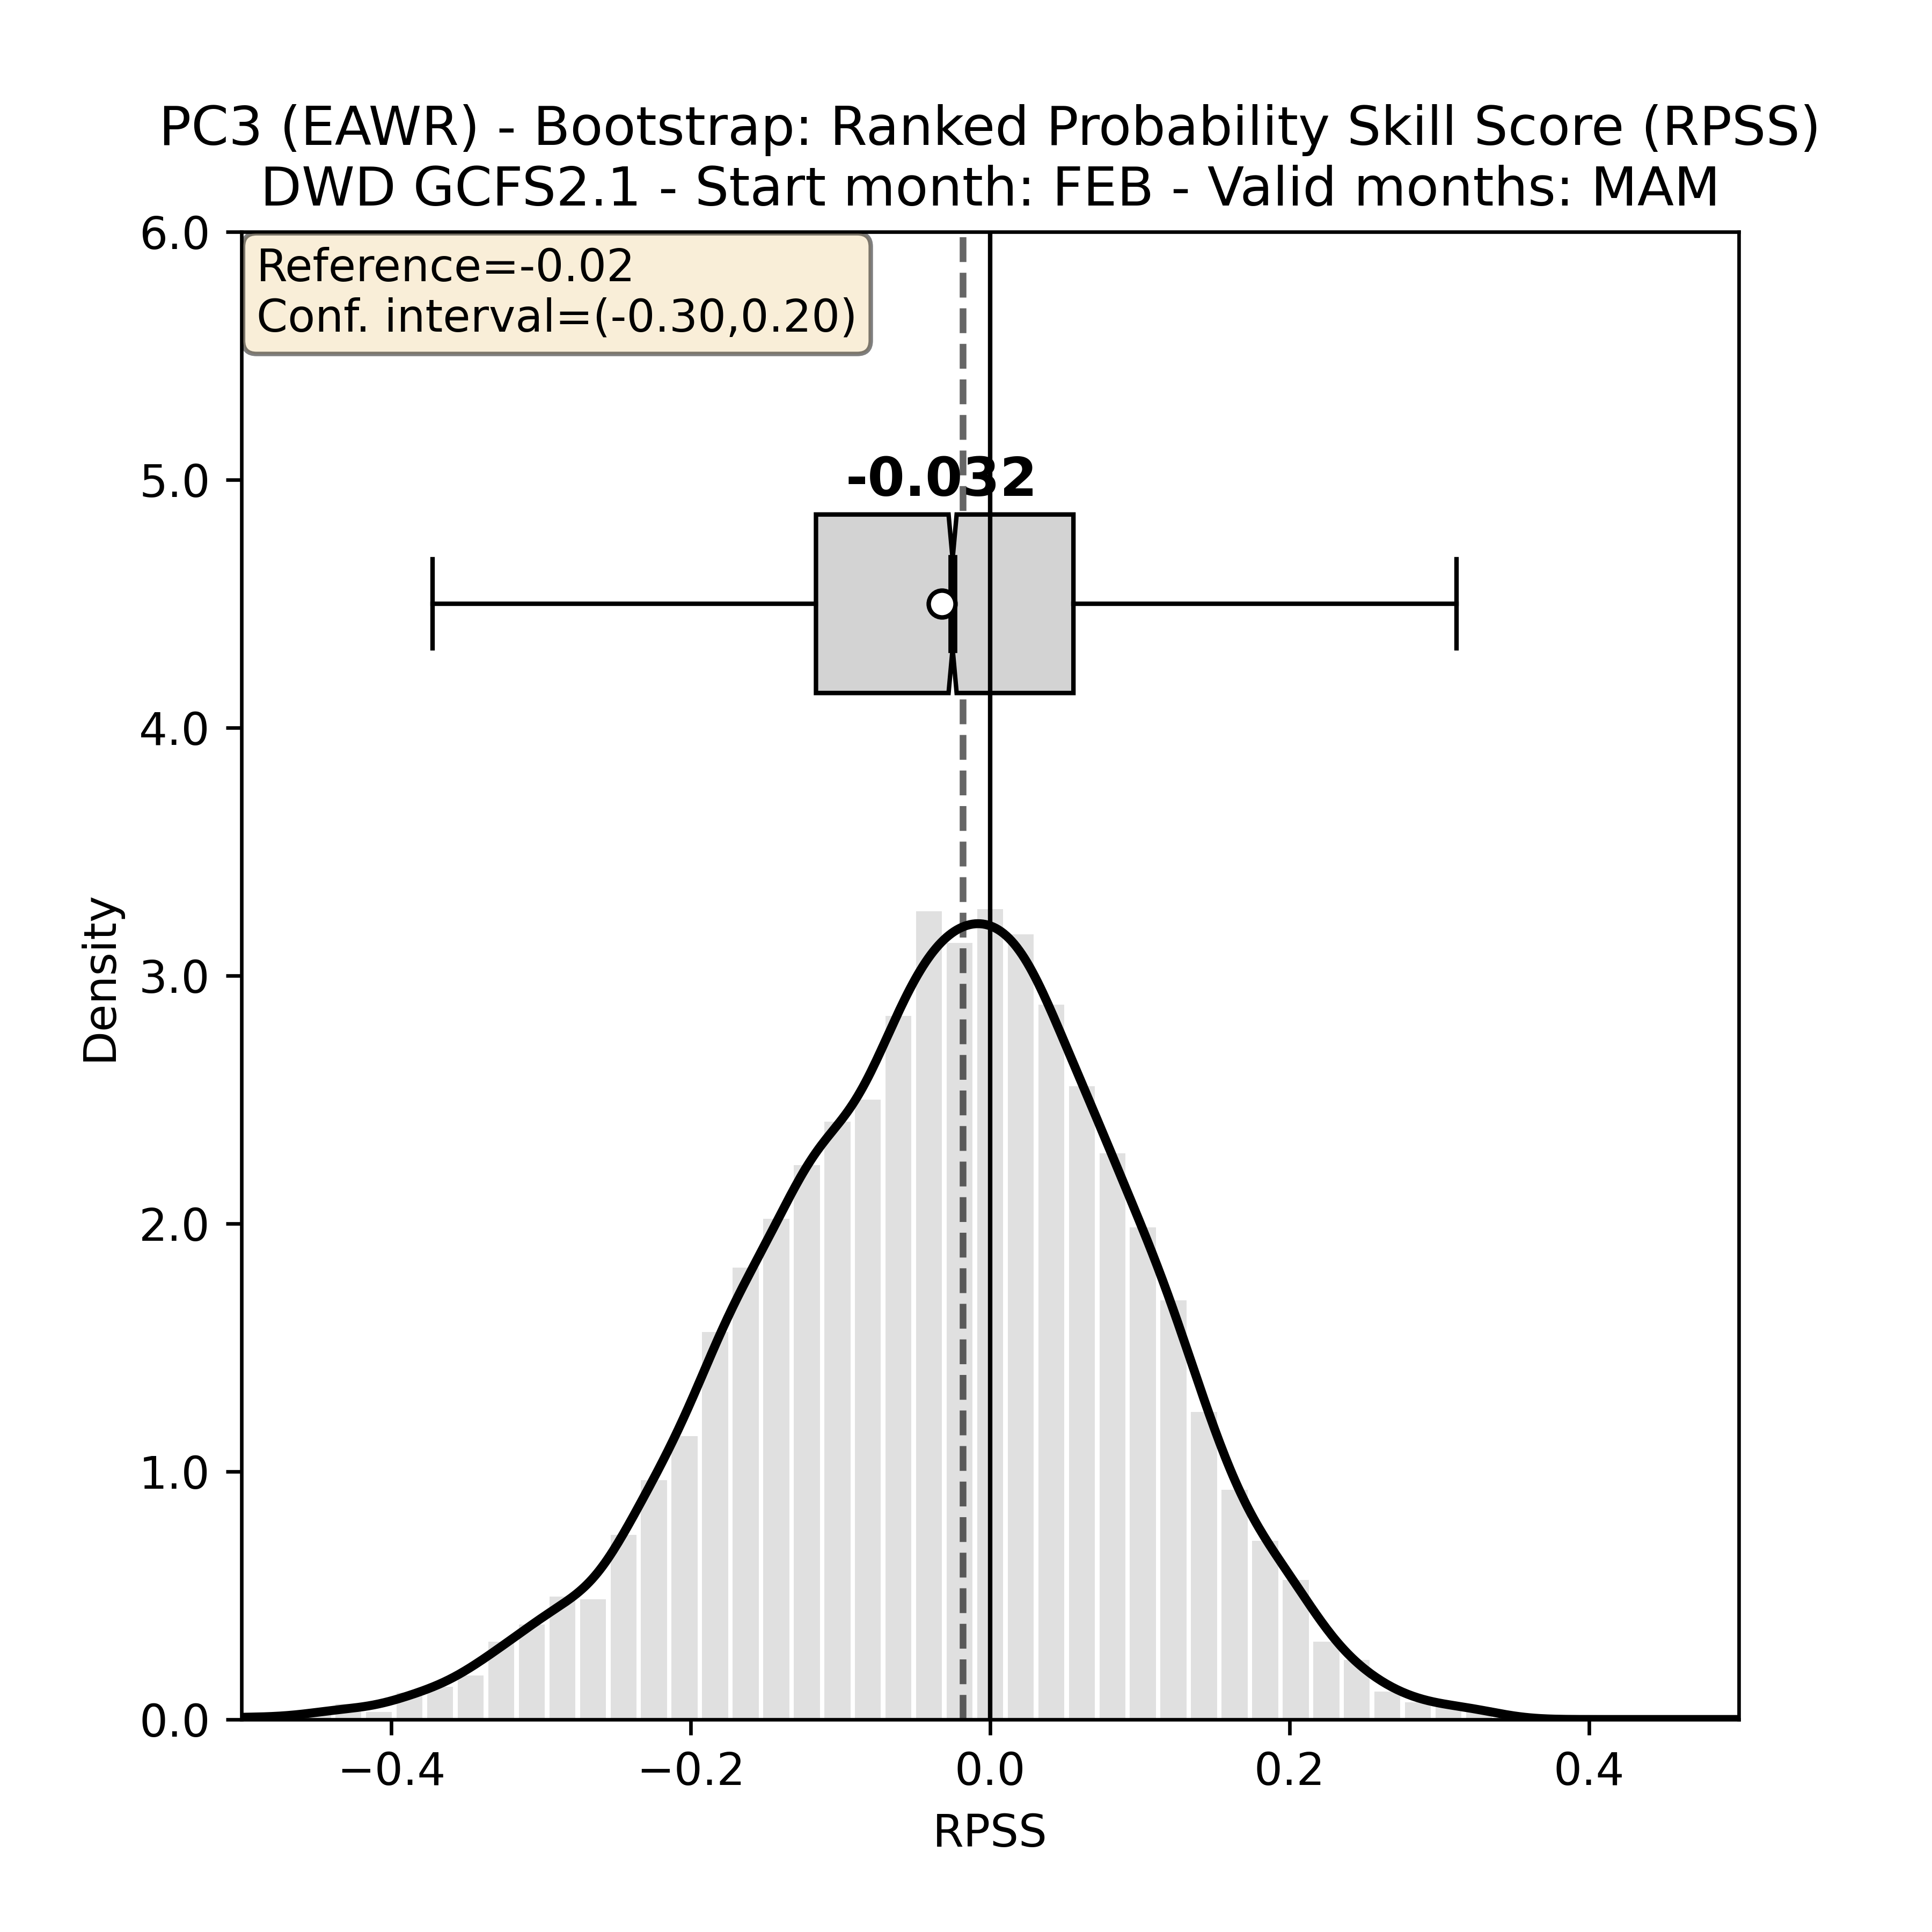 PC3 (EAWR) - Bootstrap: Ranked Probability Skill Score (RPSS)
DWD GCFS2.1 - Start month: FEB - Valid months: MAM
Reference=-0.02
Conf. interval=(-0.30,0.20)
-0.032
6.0
5.0
4.0
3.0
2.0
1.0
0.0
Density
−0.4 −0.2 0.0 0.2 0.4
RPSS